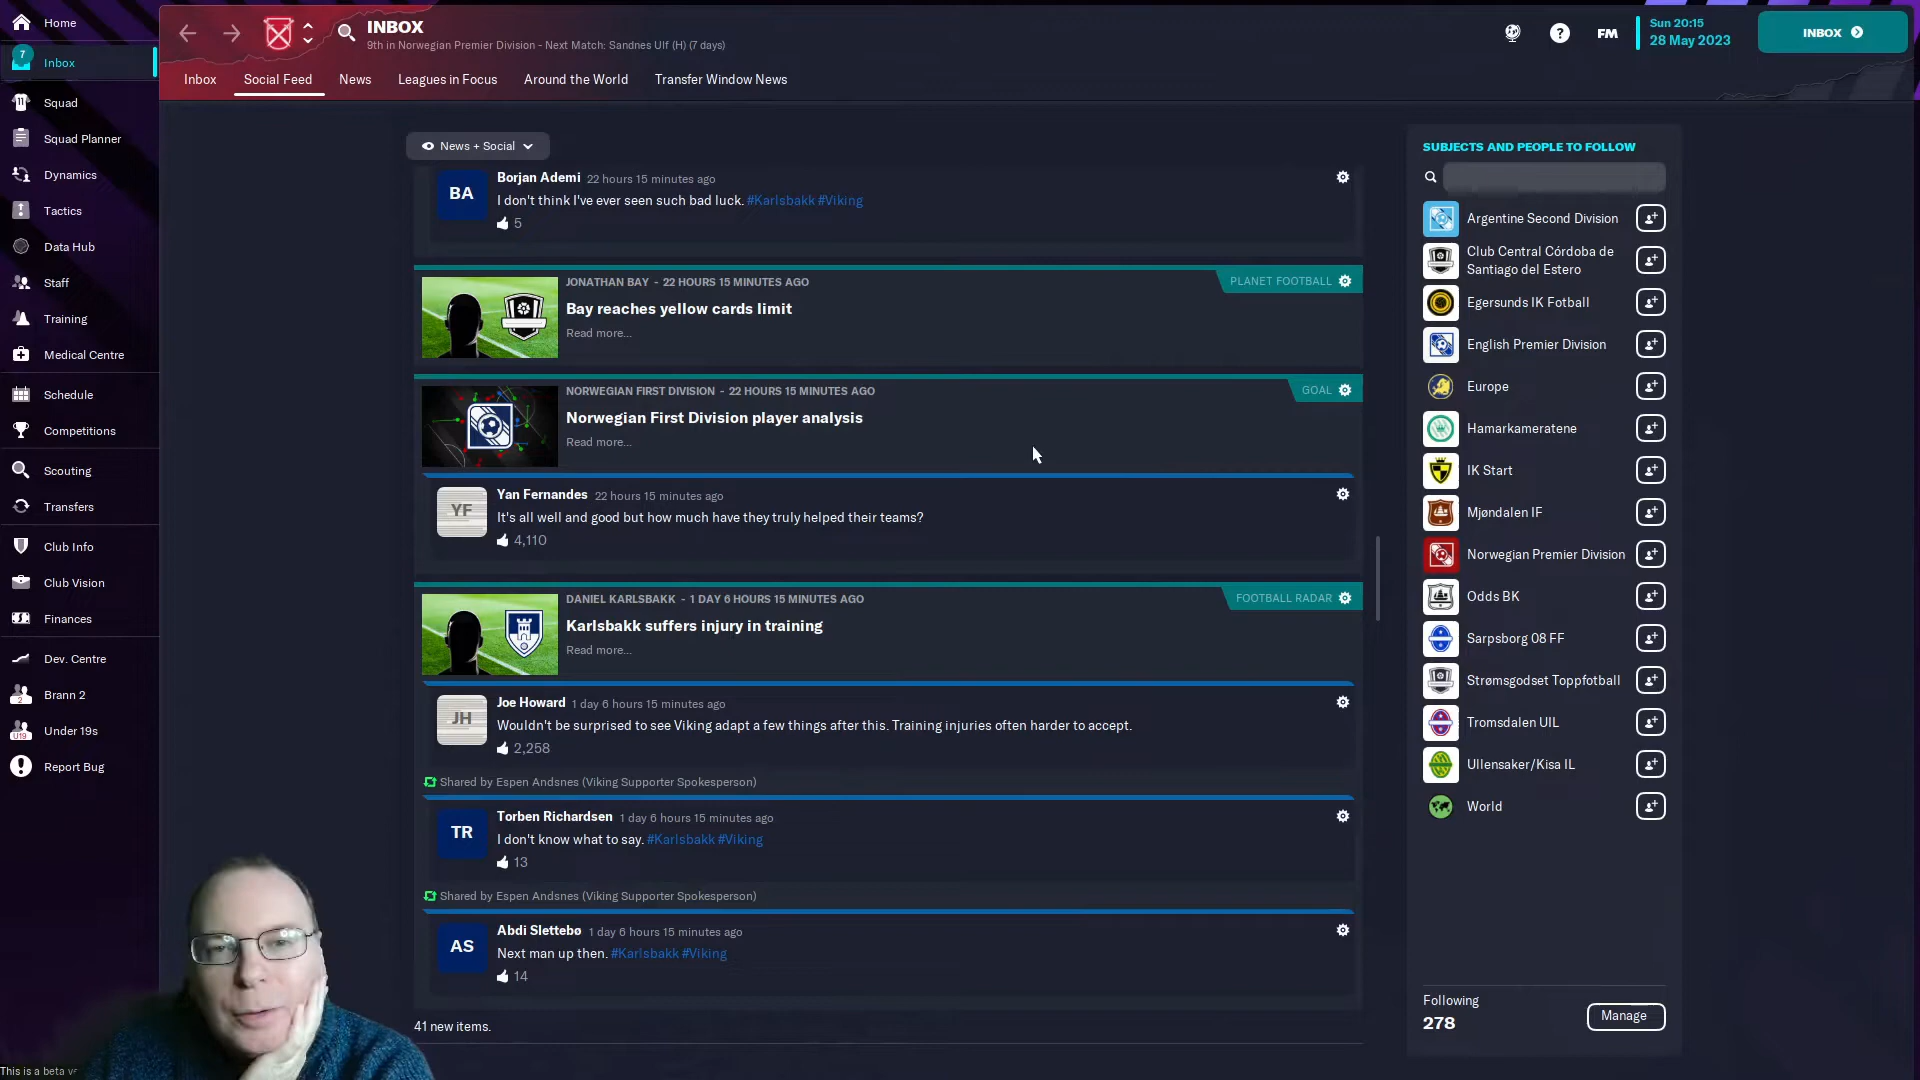 Home
7
Inbox
11
Squad
Squad Planner
Dynamics
Tactics
Data Hub
Staff
Training
Medical Centre
Schedule
Competitions
Scouting
Transfers
Club Info
Club Vision
Finances
Dev. Centre
2
Brann 2
U19
Under 19s
Report Bug
This is a beta
INBOX
9th in Norwegian Premier Division - Next Match: Sandnes Ulf (H) (7 days)
?
FM
Sun 20:15
28 May 2023
INBOX
Inbox
Social Feed
News
Leagues in Focus
Around the World
Transfer Window News
News + Social
BA
Borjan Ademi 22 hours 15 minutes ago
I don't think I've ever seen such bad luck. #Karlsbakk #Viking
5
JONATHAN BAY - 22 HOURS 15 MINUTES AGO
PLANET FOOTBALL
Bay reaches yellow cards limit
Read more...
NORWEGIAN FIRST DIVISION - 22 HOURS 15 MINUTES AGO
GOAL
Norwegian First Division player analysis
Read more...
YF
Yan Fernandes 22 hours 15 minutes ago
It's all well and good but how much have they truly helped their teams?
4,110
DANIEL KARLSBAKK - 1 DAY 6 HOURS 15 MINUTES AGO
FOOTBALL RADAR
Karlsbakk suffers injury in training
Read more...
JH
Joe Howard 1 day 6 hours 15 minutes ago
Wouldn't be surprised to see Viking adapt a few things after this. Training injuries often harder to accept.
2,258
Shared by Espen Andsnes (Viking Supporter Spokesperson)
TR
Torben Richardsen 1 day 6 hours 15 minutes ago
I don't know what to say. #Karlsbakk #Viking
13
Shared by Espen Andsnes (Viking Supporter Spokesperson)
AS
Abdi Slettebø 1 day 6 hours 15 minutes ago
Next man up then. #Karlsbakk #Viking
14
41 new items.
SUBJECTS AND PEOPLE TO FOLLOW
Argentine Second Division
Club Central Córdoba de
Santiago del Estero
Egersunds IK Fotball
English Premier Division
Europe
Hamarkameratene
IK Start
Mjøndalen IF
Norwegian Premier Division
Odds BK
Sarpsborg 08 FF
Strømsgodset Toppfotball
Tromsdalen UIL
Ullensaker/Kisa IL
World
Following
278
Manage